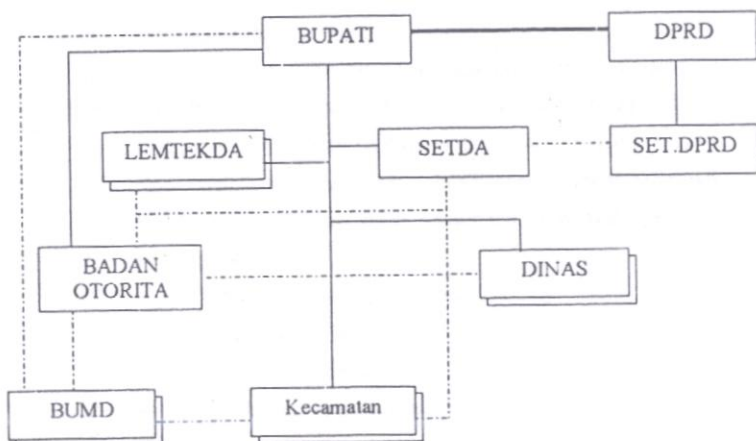 BUPATI
DPRD
LEMTEKDA
SETDA
SET.DPRD
BADAN
OTORITA
DINAS
BUMD
Kecamatan